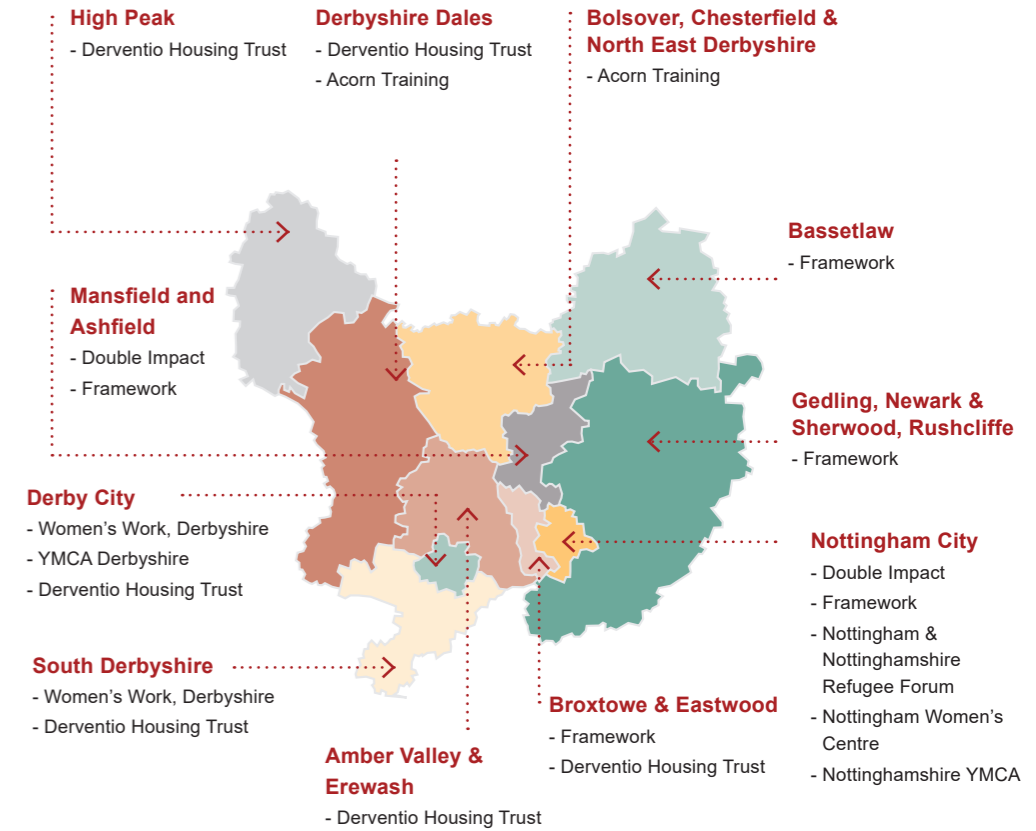 High Peak
- Derventio Housing Trust
Derbyshire Dales
- Derventio Housing Trust
- Acorn Training
Bolsover, Chesterfield &
North East Derbyshire
- Acorn Training
Bassetlaw
- Framework
Mansfield and
Ashfield
- Double Impact
- Framework
Gedling, Newark &
Sherwood, Rushcliffe
- Framework
Derby City
- Women’s Work, Derbyshire
- YMCA Derbyshire
- Derventio Housing Trust
Nottingham City
- Double Impact
- Framework
- Nottingham &
Nottinghamshire
Refugee Forum
- Nottingham Women’s
Centre
- Nottinghamshire YMCA
South Derbyshire
- Women’s Work, Derbyshire
- Derventio Housing Trust
Broxtowe & Eastwood
- Framework
- Derventio Housing Trust
Amber Valley &
Erewash
- Derventio Housing Trust